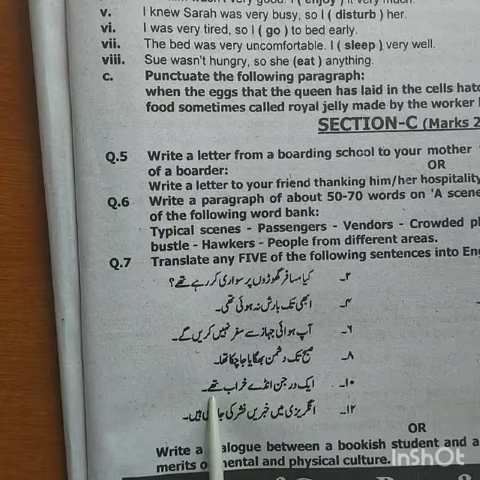 v. I knew Sarah was very busy, so I ( disturb ) her.
vi. I was very tired, so I ( go ) to bed early.
vii. The bed was very uncomfortable. I ( sleep ) very well.
viii. Sue wasn't hungry, so she (eat ) anything.
c. Punctuate the following paragraph:
when the eggs that the queen has laid in the cells
food sometimes called royal jelly made by the worker
SECTION-C (Marks
Q.5 Write a letter from a boarding school to your mother
of a boarder:
OR
Write a letter to your friend thanking him/her hospitality
Q.6 Write a paragraph of about 50-70 words on 'A
of the following word bank:
Typical scenes - Passengers - Vendors - Crowded
bustle - Hawkers - People from different areas.
Q.7 Translate any FIVE of the following sentences into
۲۔ کیا مسافر گھوڑوں پر سواری کر رہے تھے؟
۴۔ ابھی تک بارش نہ ہوئی تھی۔
۶۔ آپ ہوائی جہاز سے سفر نہیں کریں گے۔
۸۔ صبح تک دشمن بھگایا جا چکا تھا۔
۱۰۔ ایک درجن انڈے خراب تھے۔
۱۲۔ انگریزی میں خبریں نشر کی ہیں۔
OR
Write a between a bookish student and a
merits mental and physical culture.
InShOt